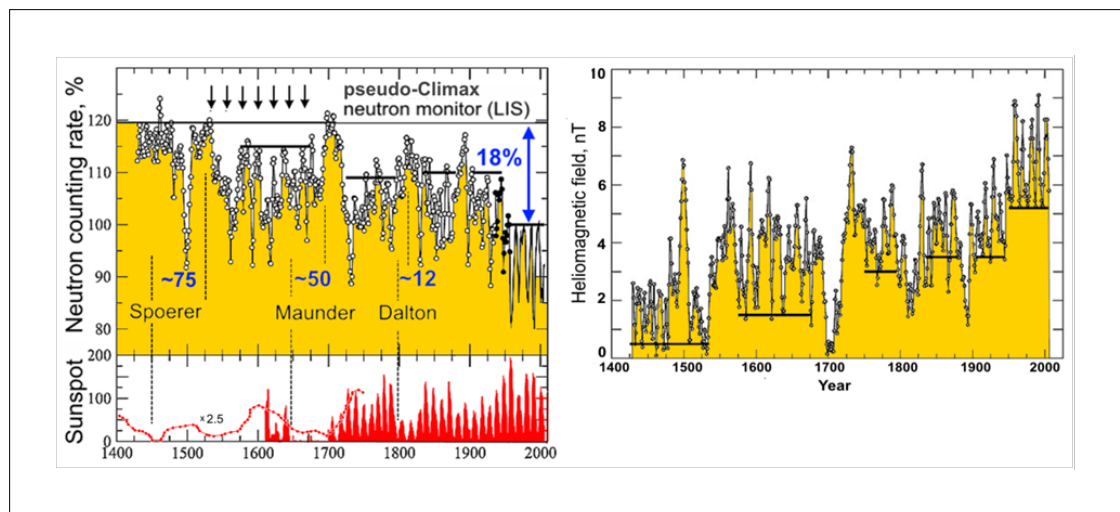 pseudo-Climax
neutron monitor (LIS)
Neutron counting rate, %
120
110
100
90
80
18%
~75
~50
~12
Spoerer
Maunder
Dalton
Sunspot
200
100
0
×2.5
1400 1500 1600 1700 1800 1900 2000
Heliomagnetic field, nT
10
8
6
4
2
0
1400 1500 1600 1700 1800 1900 2000
Year